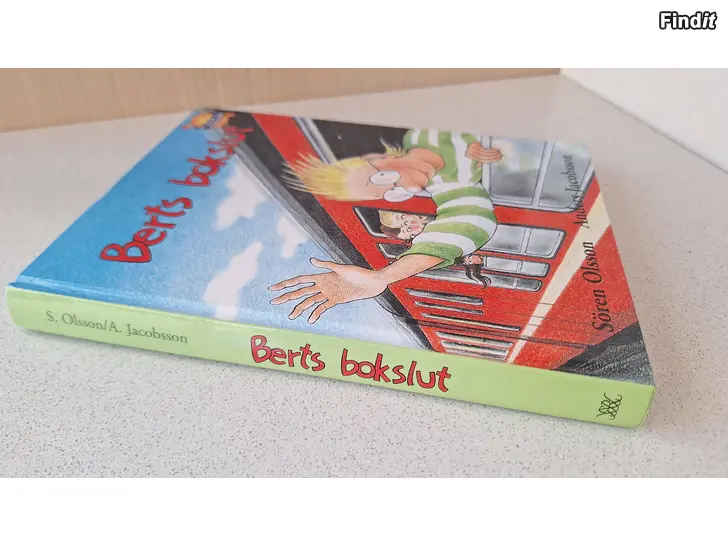 Findit
Berts bokslut
Sören Olsson Anders Jacobsson
S. Olsson/A. Jacobsson
Berts bokslut